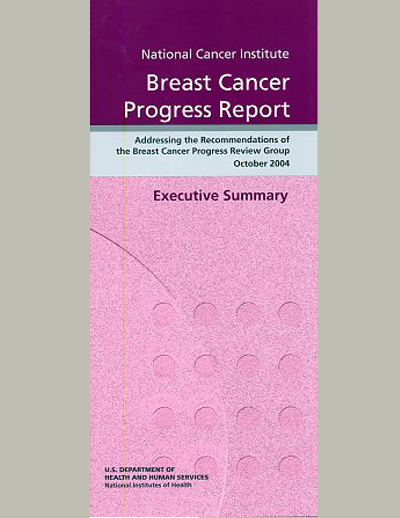 National Cancer Institute
Breast Cancer
Progress Report
Addressing the Recommendations of
the Breast Cancer Progress Review Group
October 2004
Executive Summary
U.S. DEPARTMENT OF
HEALTH AND HUMAN SERVICES
National Institutes of Health